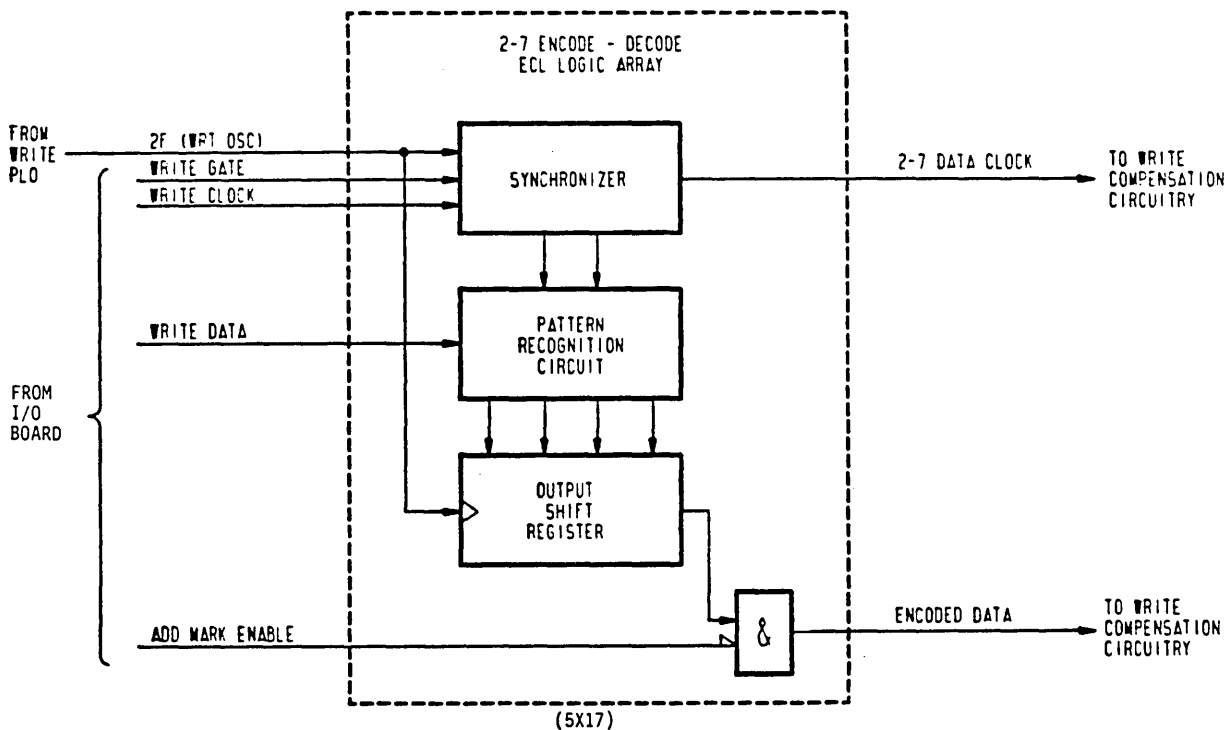 2-7 ENCODE - DECODE
ECL LOGIC ARRAY
FROM
WRITE
PLO
2F (WRT OSC)
WRITE GATE
WRITE CLOCK
SYNCHRONIZER
2-7 DATA CLOCK
TO WRITE
COMPENSATION
CIRCUITRY
WRITE DATA
PATTERN
RECOGNITION
CIRCUIT
FROM
I/O
BOARD
OUTPUT
SHIFT
REGISTER
ADD MARK ENABLE
&
ENCODED DATA
TO WRITE
COMPENSATION
CIRCUITRY
(5X17)